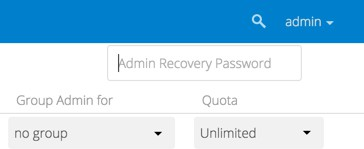 admin
Admin Recovery Password
Group Admin for Quota
no group Unlimited